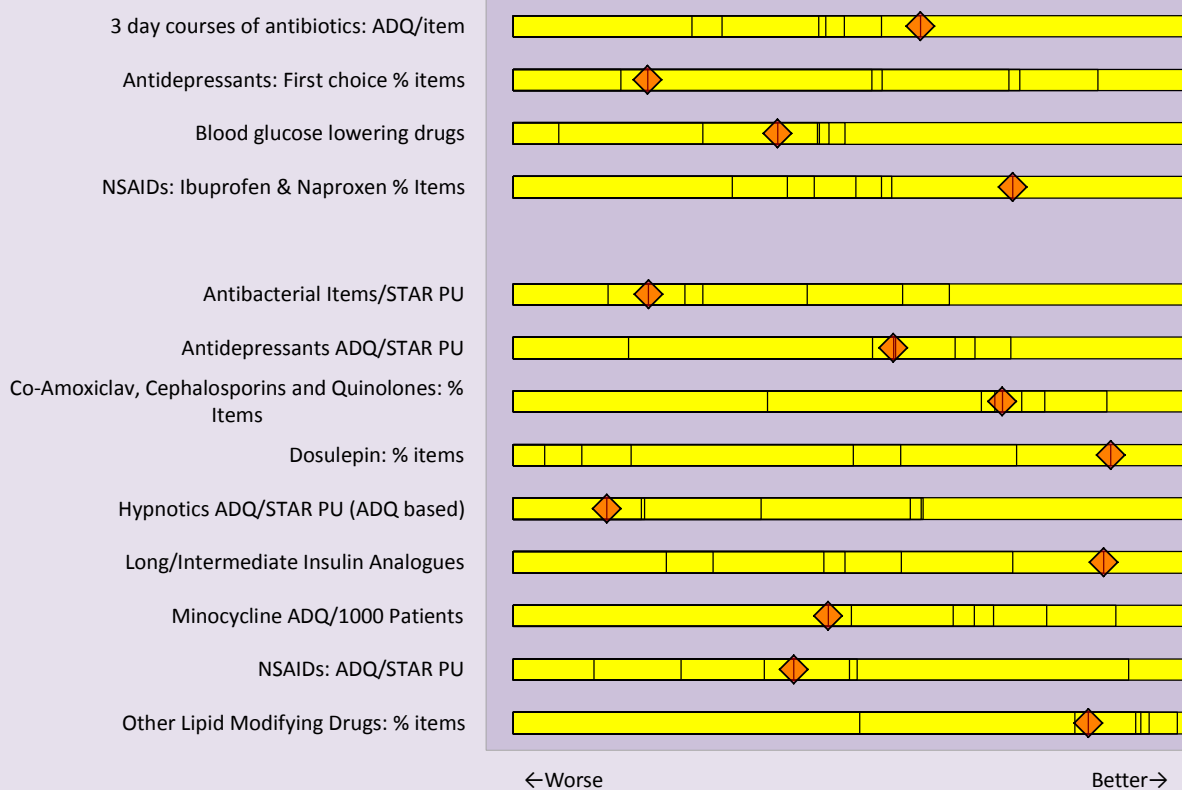 3 day courses of antibiotics: ADQ/item
Antidepressants: First choice % items
Blood glucose lowering drugs
NSAIDs: Ibuprofen & Naproxen % Items
Antibacterial Items/STAR PU
Antidepressants ADQ/STAR PU
Co-Amoxiclav, Cephalosporins and Quinolones: %
Items
Dosulepin: % items
Hypnotics ADQ/STAR PU (ADQ based)
Long/Intermediate Insulin Analogues
Minocycline ADQ/1000 Patients
NSAIDs: ADQ/STAR PU
Other Lipid Modifying Drugs: % items
←Worse Better→